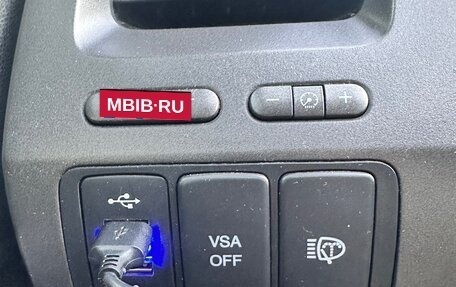 MBIB·RU
− +
VSA
OFF